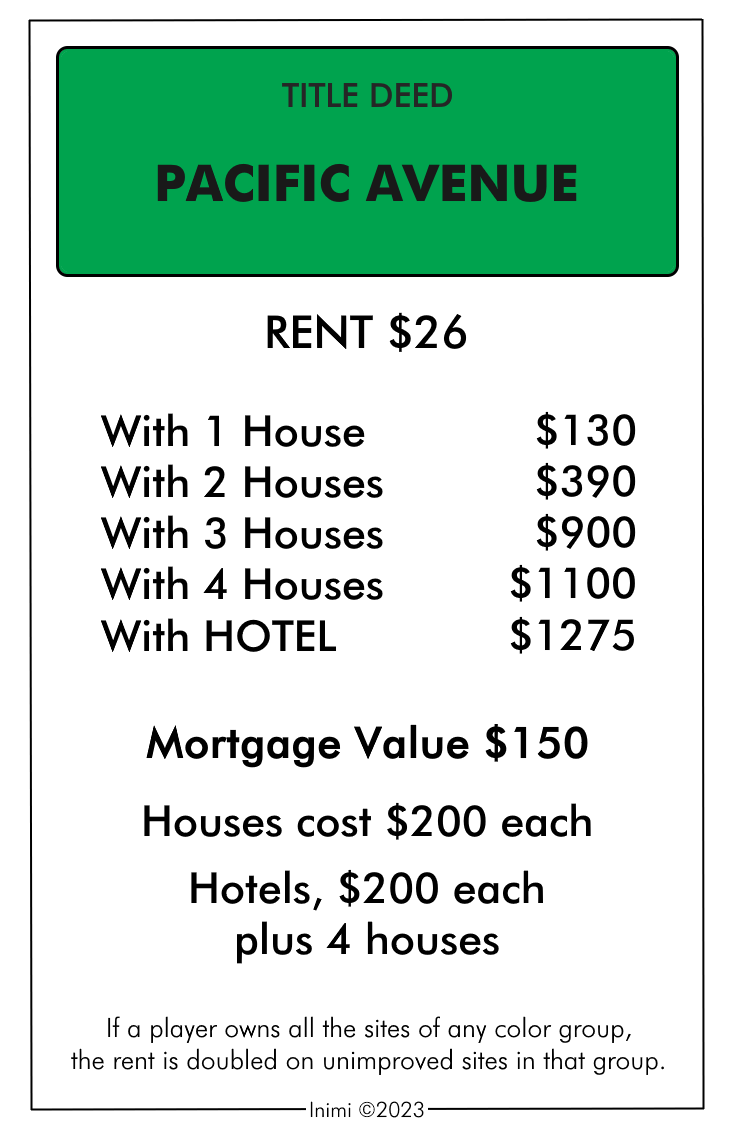 TITLE DEED
PACIFIC AVENUE
RENT $26
With 1 House $130
With 2 Houses $390
With 3 Houses $900
With 4 Houses $1100
With HOTEL $1275
Mortgage Value $150
Houses cost $200 each
Hotels, $200 each
plus 4 houses
If a player owns all the sites of any color group,
the rent is doubled on unimproved sites in that group.
Inimi ©2023